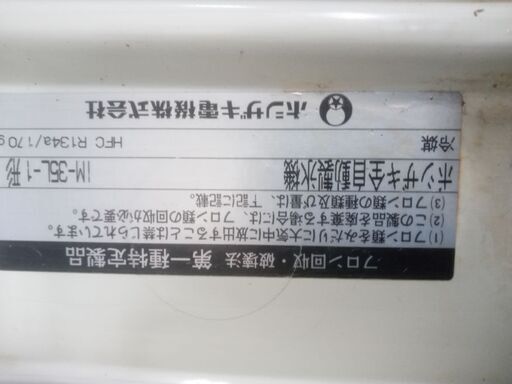 フロン回収・破壊法 第一種特定製品
(1) フロン類をみだりに大気中に放出することは禁じられています。
(2) この製品を廃棄する場合には、フロン類の回収が必要です。
(3) フロン類の種類及び量は、下記に記載。
ホシザキ全自動製氷機 IM-35L-1 形
冷媒 HFC R134a/170g
ホシザキ電機株式会社